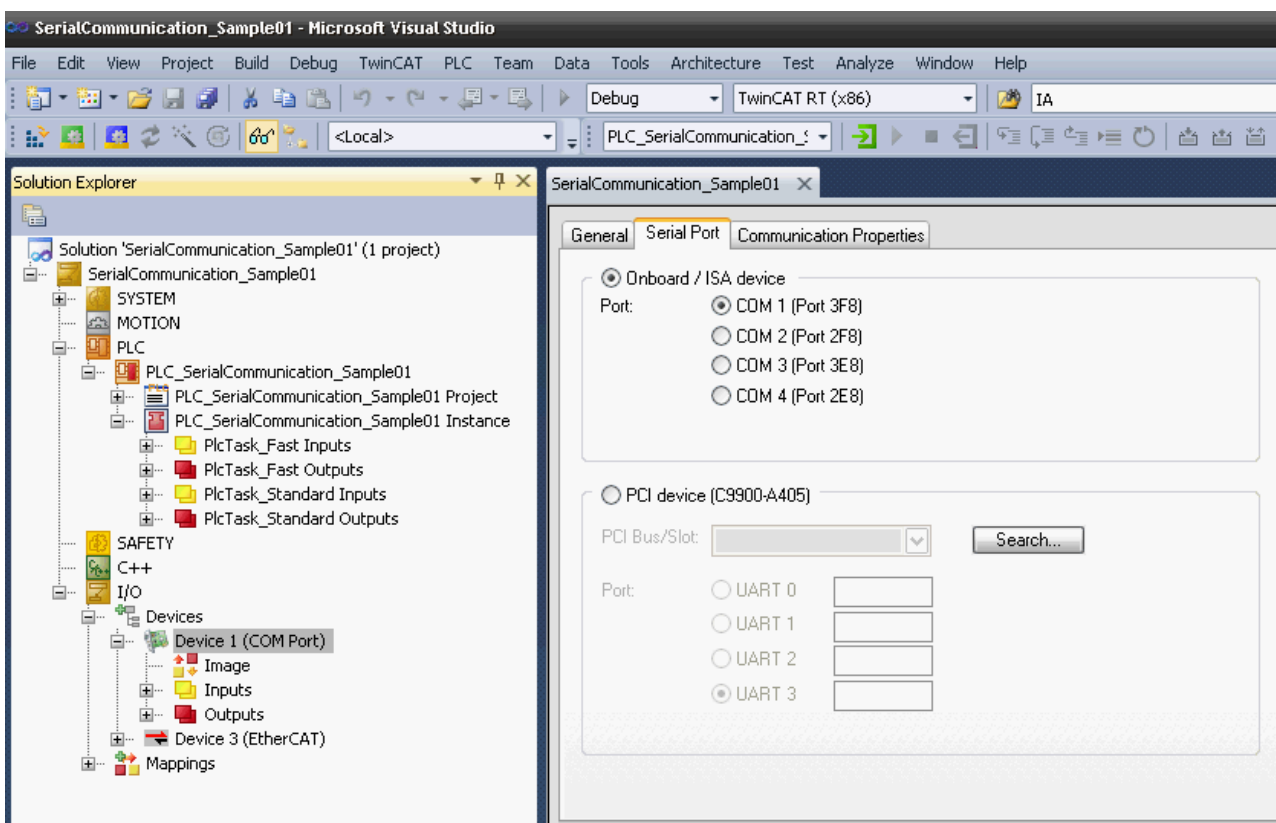 SerialCommunication_Sample01 - Microsoft Visual Studio
File Edit View Project Build Debug TwinCAT PLC Team Data Tools Architecture Test Analyze Window Help
Debug TwinCAT RT (x86) IA
<Local> PLC_SerialCommunication_S
Solution Explorer
SerialCommunication_Sample01
Solution 'SerialCommunication_Sample01' (1 project)
SerialCommunication_Sample01
SYSTEM
MOTION
PLC
PLC_SerialCommunication_Sample01
PLC_SerialCommunication_Sample01 Project
PLC_SerialCommunication_Sample01 Instance
PlcTask_Fast Inputs
PlcTask_Fast Outputs
PlcTask_Standard Inputs
PlcTask_Standard Outputs
SAFETY
C++
I/O
Devices
Device 1 (COM Port)
Image
Inputs
Outputs
Device 3 (EtherCAT)
Mappings
General Serial Port Communication Properties
Onboard / ISA device
Port: COM 1 (Port 3F8)
COM 2 (Port 2F8)
COM 3 (Port 3E8)
COM 4 (Port 2E8)
PCI device (C9900-A405)
PCI Bus/Slot: Search...
Port: UART 0
UART 1
UART 2
UART 3